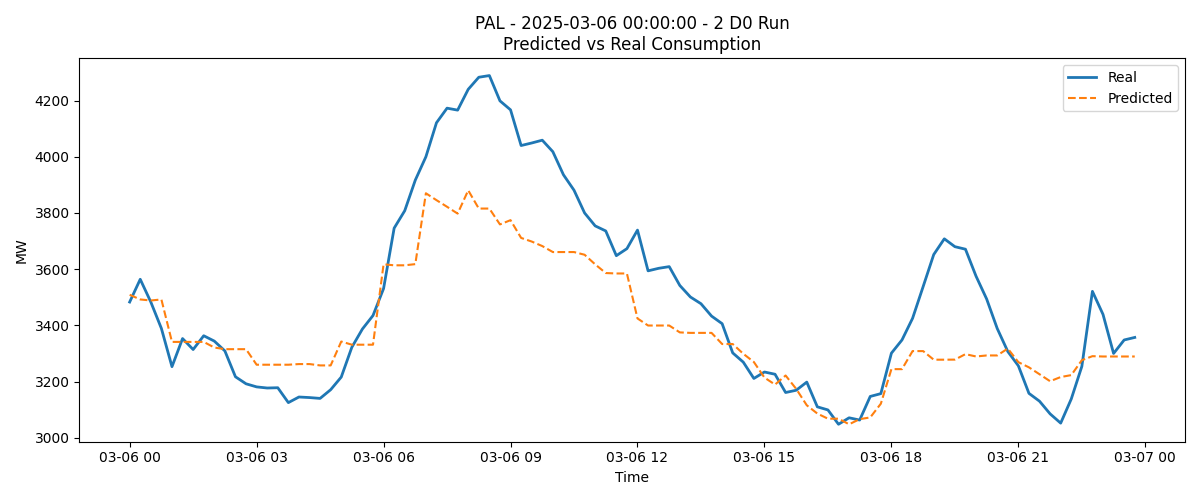 PAL - 2025-03-06 00:00:00 - 2 D0 Run
Predicted vs Real Consumption
Real
Predicted
MW
4200
4000
3800
3600
3400
3200
3000
03-06 00
03-06 03
03-06 06
03-06 09
03-06 12
03-06 15
03-06 18
03-06 21
03-07 00
Time